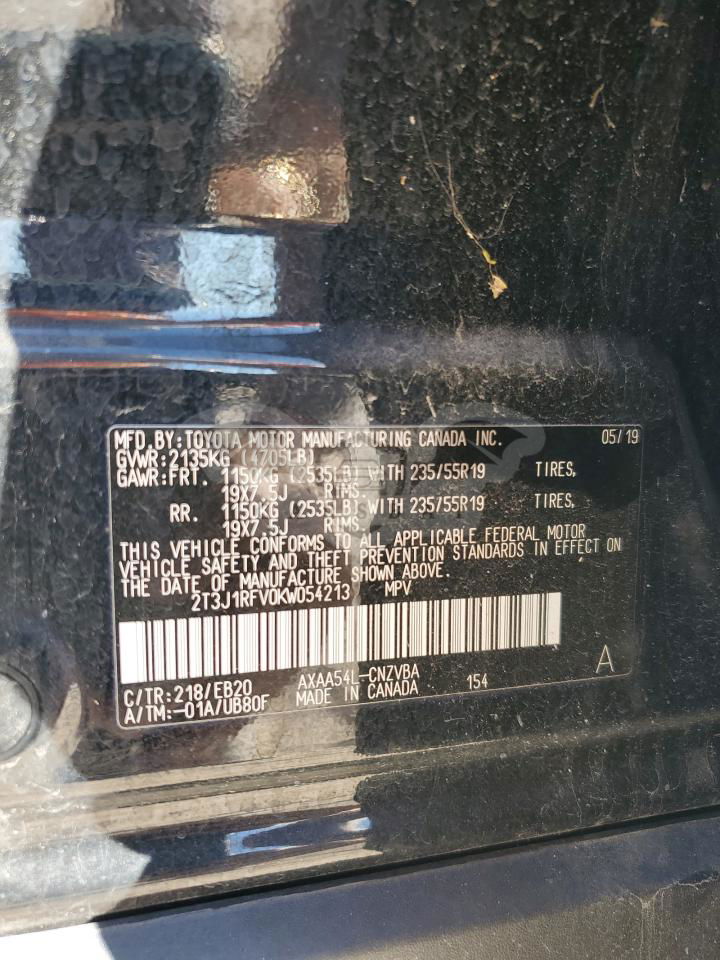 MFD.BY:TOYOTA MOTOR MANUFACTURING CANADA INC. 05/19
GVWR:2135KG (4705LB)
GAWR:FRT. 1150KG (2535LB) WITH 235/55R19 TIRES,
19X7.5J RIMS.
RR. 1150KG (2535LB) WITH 235/55R19 TIRES,
19X7.5J RIMS.
THIS VEHICLE CONFORMS TO ALL APPLICABLE FEDERAL MOTOR
VEHICLE SAFETY AND THEFT PREVENTION STANDARDS IN EFFECT ON
THE DATE OF MANUFACTURE SHOWN ABOVE.
2T3J1RFV0KW054213 MPV
C/TR:218/EB20 AXAA54L-CNZVBA 154 A
A/TM:-01A/UB80F MADE IN CANADA